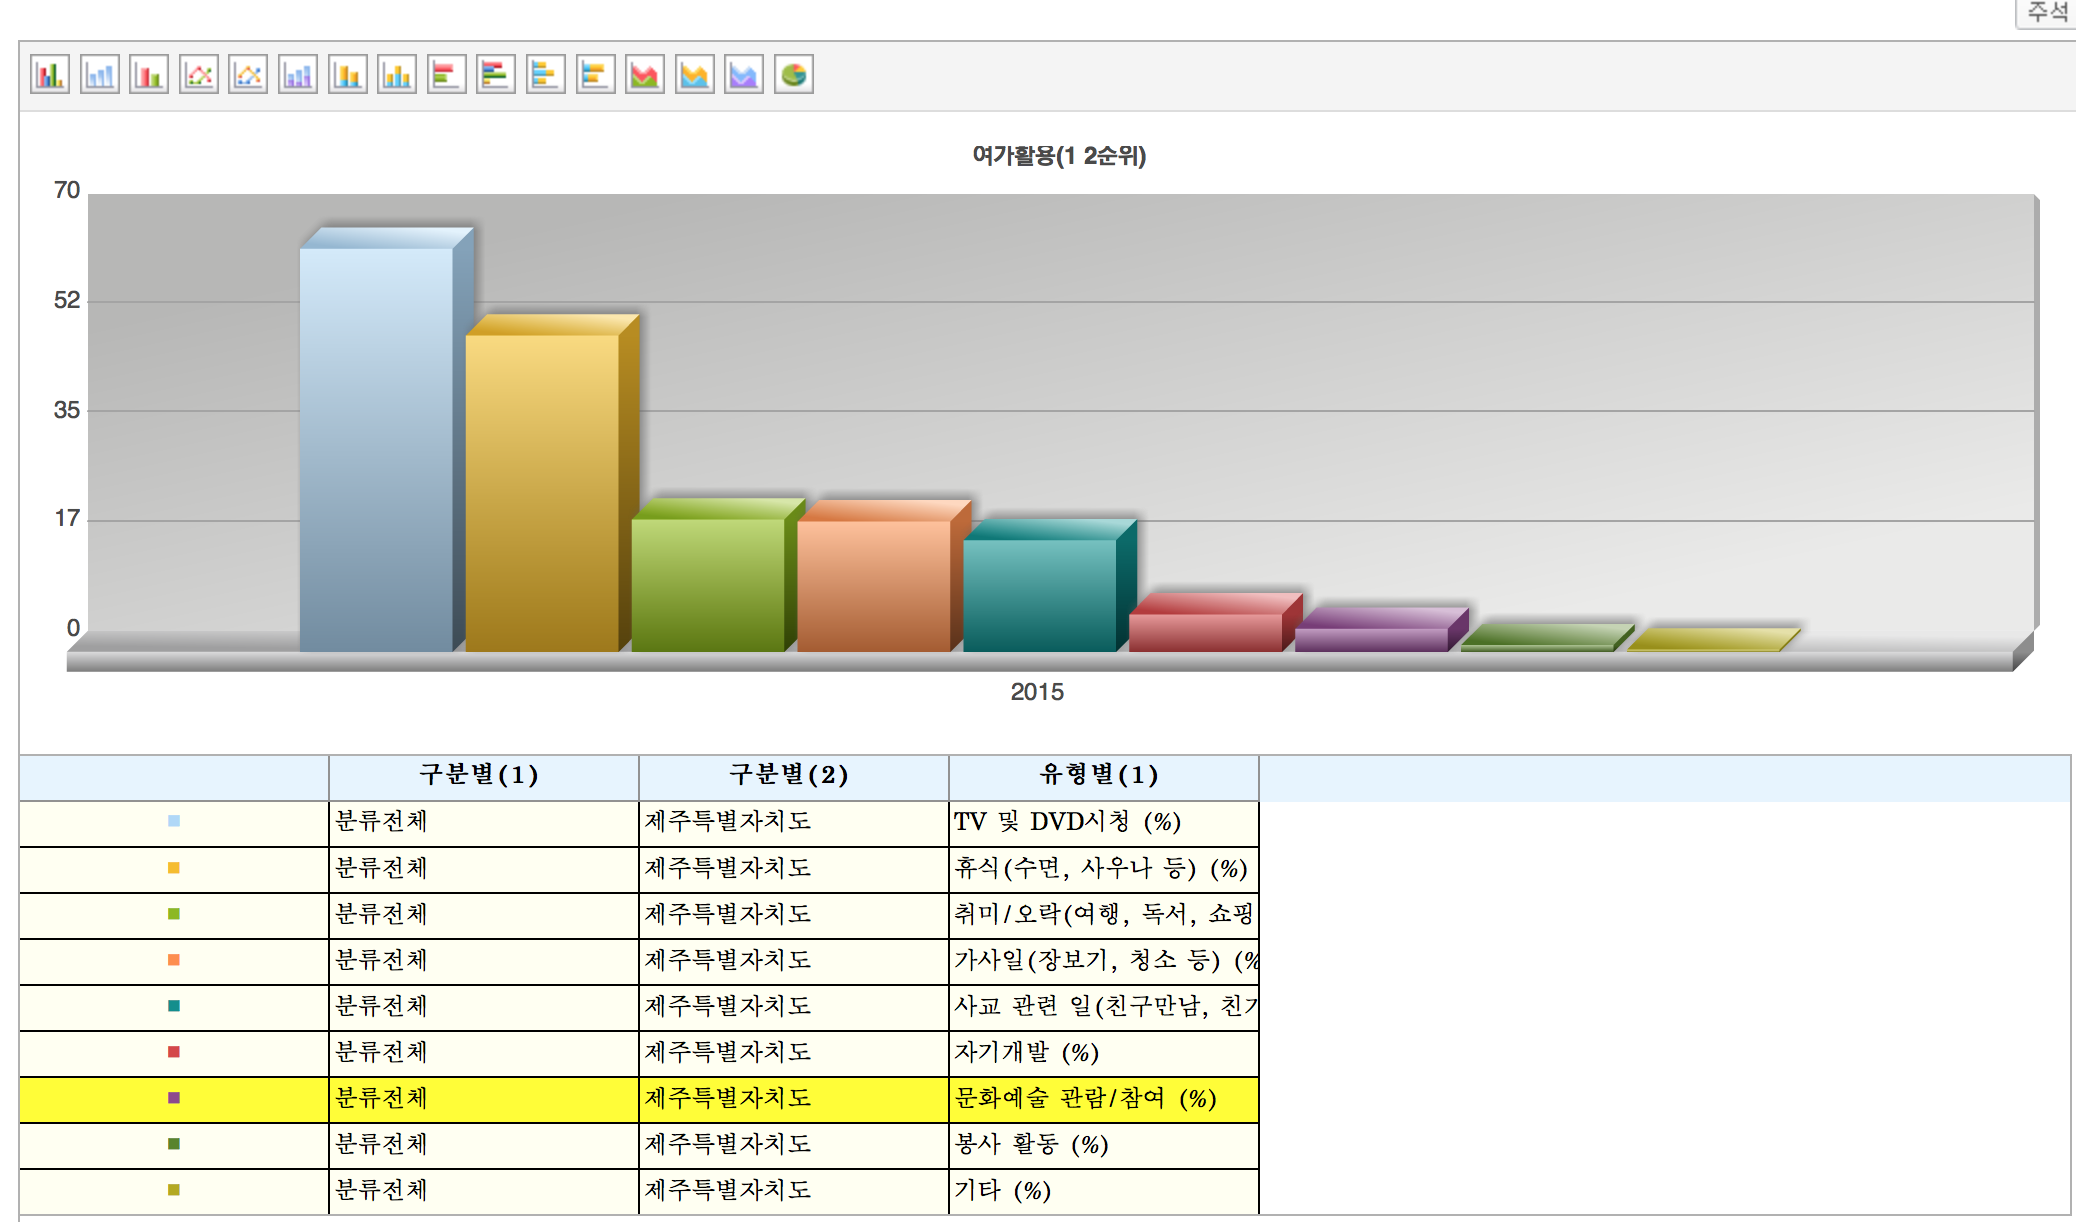 주석
여가활용(1 2순위)
70
52
35
17
0
2015
구분별(1) 구분별(2) 유형별(1)
분류전체 제주특별자치도 TV 및 DVD시청 (%)
분류전체 제주특별자치도 휴식(수면, 사우나 등) (%)
분류전체 제주특별자치도 취미/오락(여행, 독서, 쇼핑
분류전체 제주특별자치도 가사일(장보기, 청소 등) (%
분류전체 제주특별자치도 사교 관련 일(친구만남, 친
분류전체 제주특별자치도 자기개발 (%)
분류전체 제주특별자치도 문화예술 관람/참여 (%)
분류전체 제주특별자치도 봉사 활동 (%)
분류전체 제주특별자치도 기타 (%)